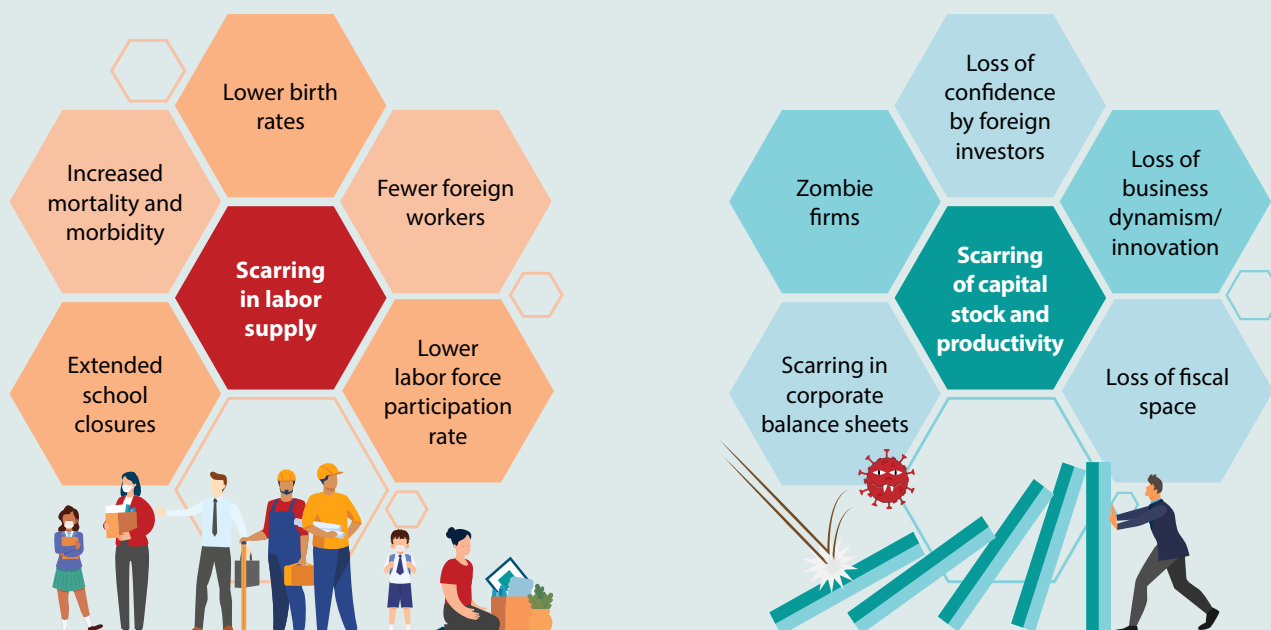 Lower birth
rates
Increased
mortality and
morbidity
Fewer foreign
workers
Scarring
in labor
supply
Extended
school
closures
Lower
labor force
participation
rate
Loss of
confidence
by foreign
investors
Zombie
firms
Loss of
business
dynamism/
innovation
Scarring
of capital
stock and
productivity
Scarring in
corporate
balance sheets
Loss of fiscal
space